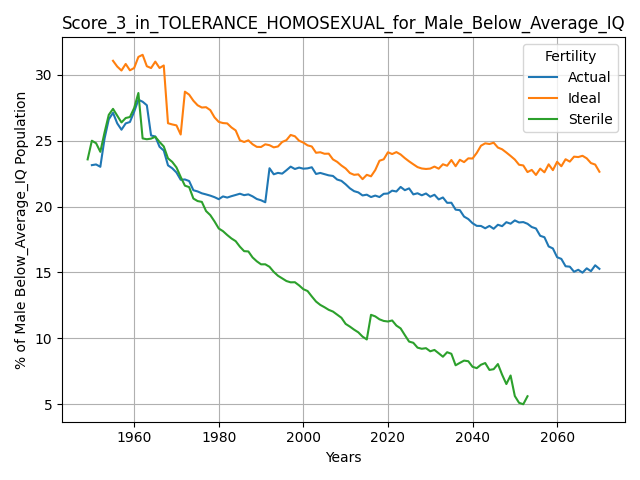 Score_3_in_TOLERANCE_HOMOSEXUAL_for_Male_Below_Average_IQ
Fertility
Actual
Ideal
Sterile
% of Male Below_Average_IQ Population
30
25
20
15
10
5
1960 1980 2000 2020 2040 2060
Years